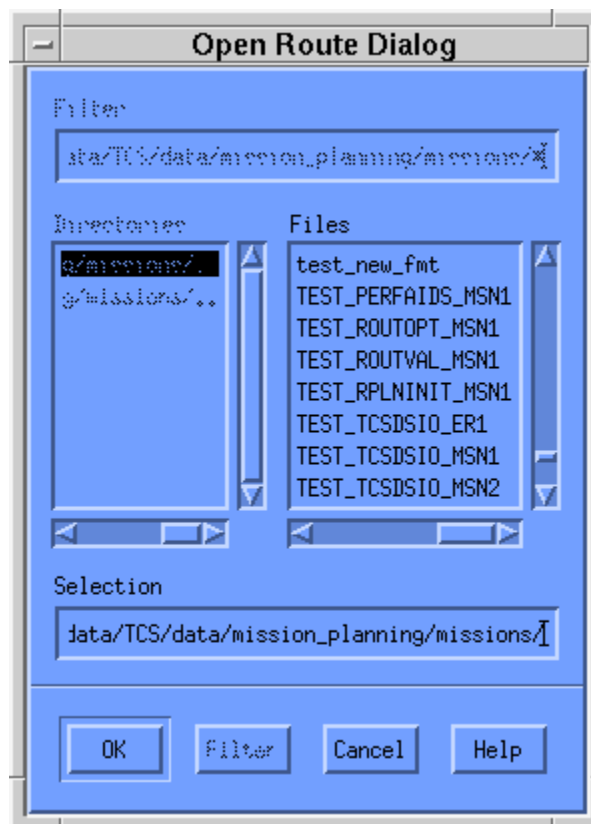 Open Route Dialog
Filter
ata/TCS/data/mission_planning/missions/*
Directories
g/missions/.
g/missions/..
Files
test_new_fmt
TEST_PERFAIDS_MSN1
TEST_ROUTOPT_MSN1
TEST_ROUTVAL_MSN1
TEST_RPLNINIT_MSN1
TEST_TCSDSIO_ER1
TEST_TCSDSIO_MSN1
TEST_TCSDSIO_MSN2
Selection
data/TCS/data/mission_planning/missions/
OK
Filter
Cancel
Help